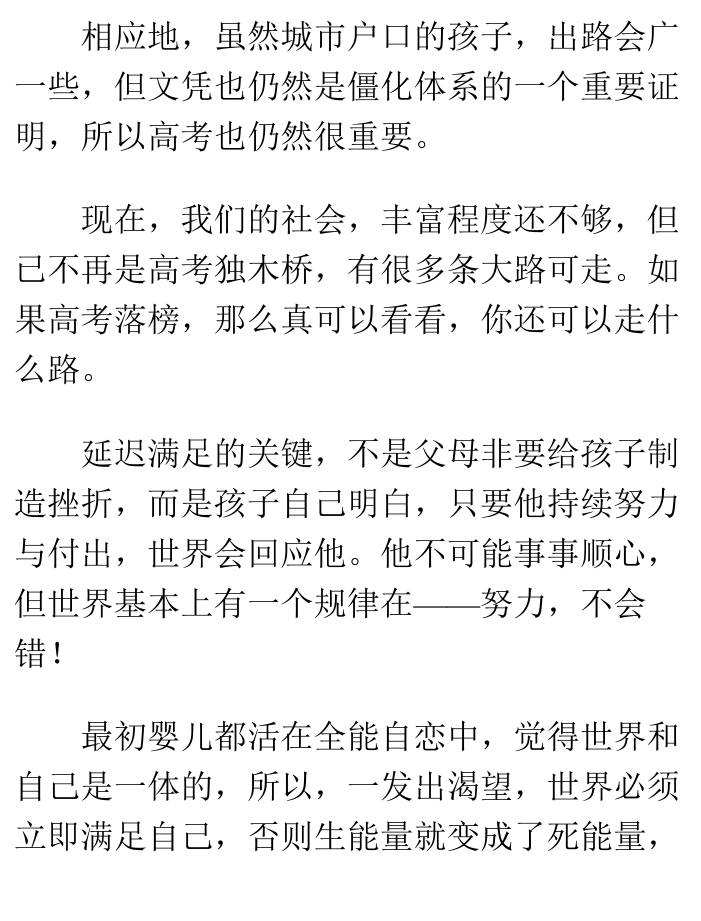 相应地，虽然城市户口的孩子，出路会广
一些，但文凭也仍然是僵化体系的一个重要证
明，所以高考也仍然很重要。
现在，我们的社会，丰富程度还不够，但
已不再是高考独木桥，有很多条大路可走。如
果高考落榜，那么真可以看看，你还可以走什
么路。
延迟满足的关键，不是父母非要给孩子制
造挫折，而是孩子自己明白，只要他持续努力
与付出，世界会回应他。他不可能事事顺心，
但世界基本上有一个规律在——努力，不会
错！
最初婴儿都活在全能自恋中，觉得世界和
自己是一体的，所以，一发出渴望，世界必须
立即满足自己，否则生能量就变成了死能量，